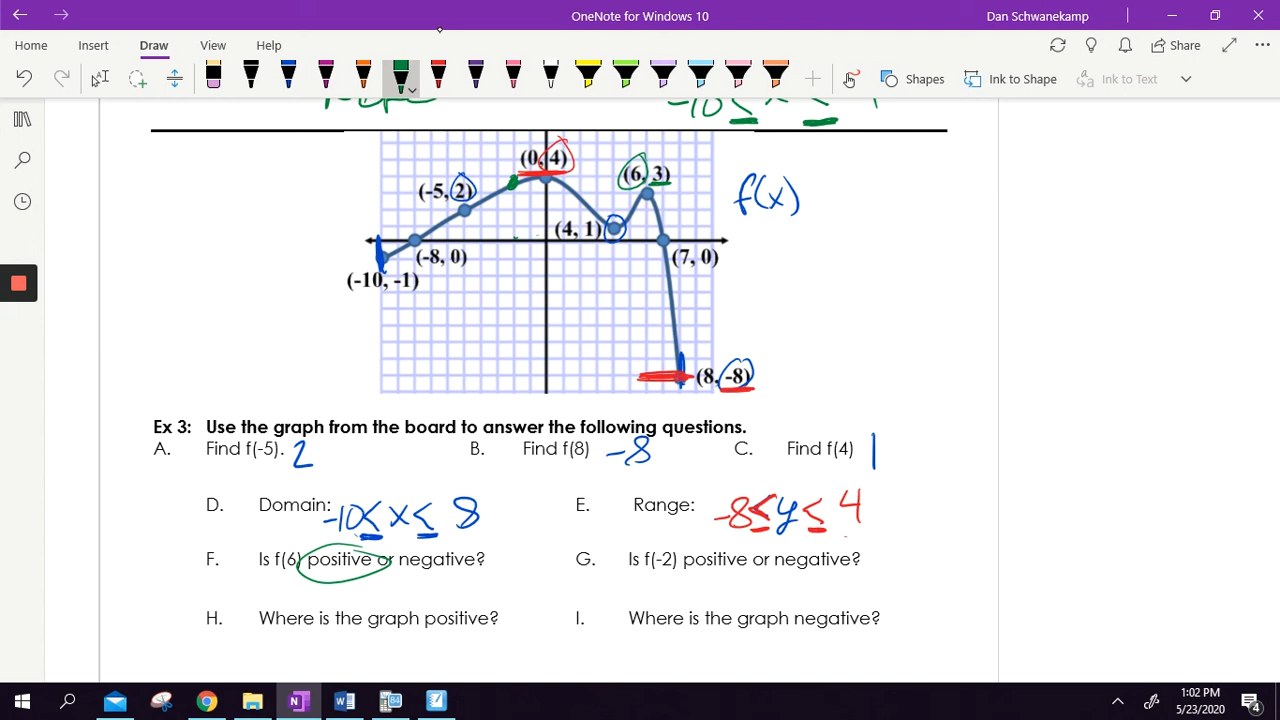 OneNote for Windows 10
Dan Schwanekamp
Home Insert Draw View Help
Share
Shapes Ink to Shape Ink to Text
-10 ≤ x ≤
(0, 4)
(6, 3)
(-5, 2)
f(x)
(4, 1)
(-8, 0)
(7, 0)
(-10, -1)
(8, -8)
Ex 3: Use the graph from the board to answer the following questions.
A. Find f(-5). 2 B. Find f(8) -8 C. Find f(4) 1
D. Domain: -10 ≤ x ≤ 8 E. Range: -8 ≤ y ≤ 4
F. Is f(6) positive or negative? G. Is f(-2) positive or negative?
H. Where is the graph positive? I. Where is the graph negative?
1:02 PM
5/23/2020
4